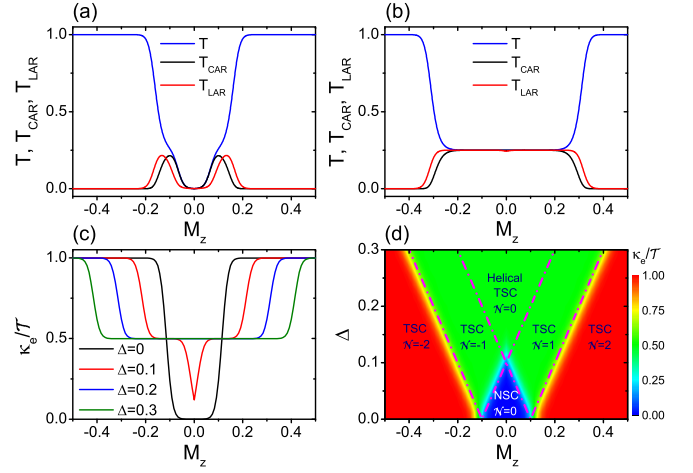 (a)
T, T_CAR, T_LAR
1.0
0.5
0.0
T
T_CAR
T_LAR
-0.4 -0.2 0.0 0.2 0.4
M_z
(b)
T, T_CAR, T_LAR
1.0
0.5
0.0
T
T_CAR
T_LAR
-0.4 -0.2 0.0 0.2 0.4
M_z
(c)
κ_e/𝒯
1.0
0.5
0.0
Δ=0
Δ=0.1
Δ=0.2
Δ=0.3
-0.4 -0.2 0.0 0.2 0.4
M_z
(d)
Δ
0.3
0.2
0.1
0.0
Helical
TSC
𝒩=0
TSC
𝒩=-2
TSC
𝒩=-1
TSC
𝒩=1
TSC
𝒩=2
NSC
𝒩=0
-0.4 -0.2 0.0 0.2 0.4
M_z
κ_e/𝒯
1.00
0.75
0.50
0.25
0.00